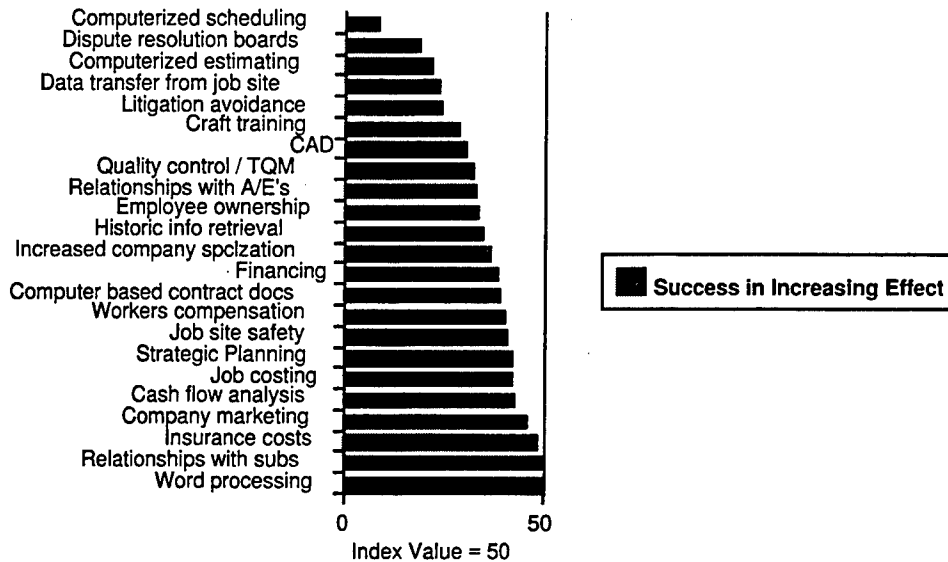 Computerized scheduling
Dispute resolution boards
Computerized estimating
Data transfer from job site
Litigation avoidance
Craft training
CAD
Quality control / TQM
Relationships with A/E's
Employee ownership
Historic info retrieval
Increased company spclzation
Financing
Computer based contract docs
Workers compensation
Job site safety
Strategic Planning
Job costing
Cash flow analysis
Company marketing
Insurance costs
Relationships with subs
Word processing
0 50
Index Value = 50
Success in Increasing Effect